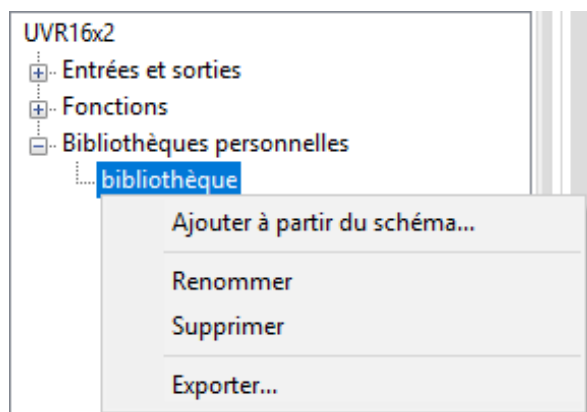 UVR16x2
Entrées et sorties
Fonctions
Bibliothèques personnelles
bibliothèque
Ajouter à partir du schéma...
Renommer
Supprimer
Exporter...